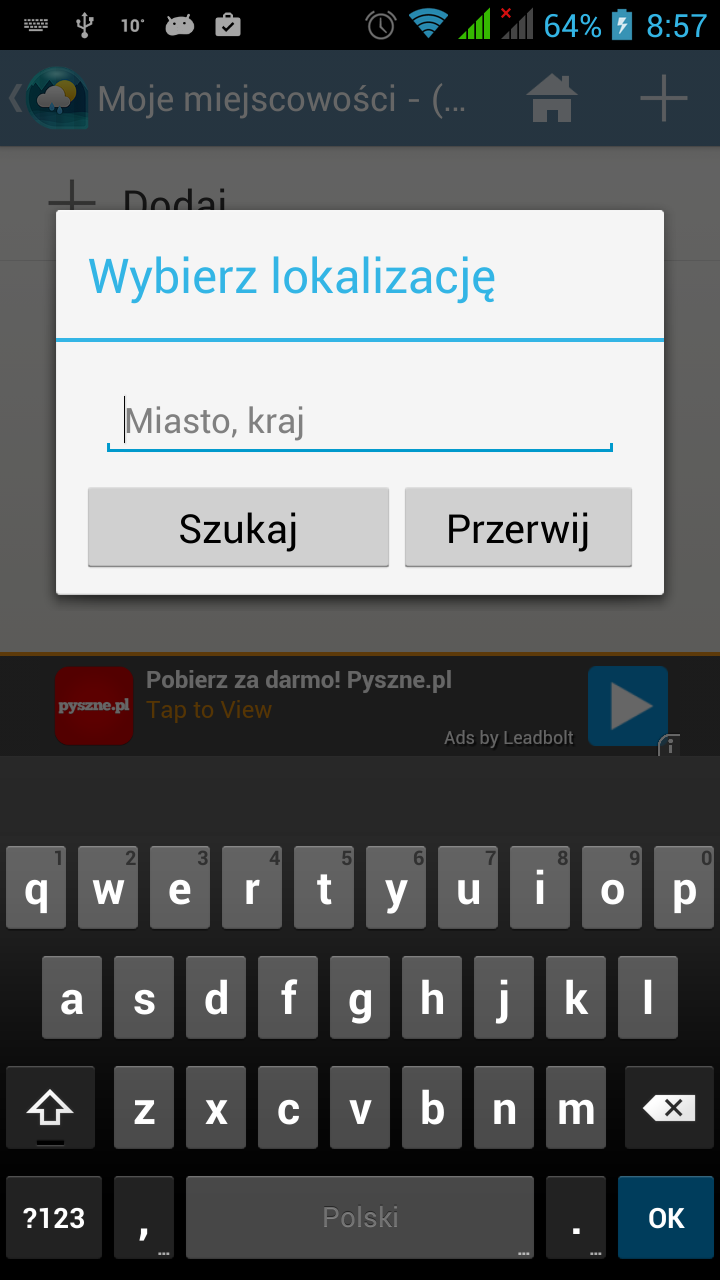 10°
64%
8:57
Moje miejscowości - (...
Dodaj
Wybierz lokalizację
Miasto, kraj
Szukaj
Przerwij
pyszne.pl
Pobierz za darmo! Pyszne.pl
Tap to View
Ads by Leadbolt
1 2 3 4 5 6 7 8 9 0
q w e r t y u i o p
a s d f g h j k l
z x c v b n m
?123 , ... Polski ... . ... OK